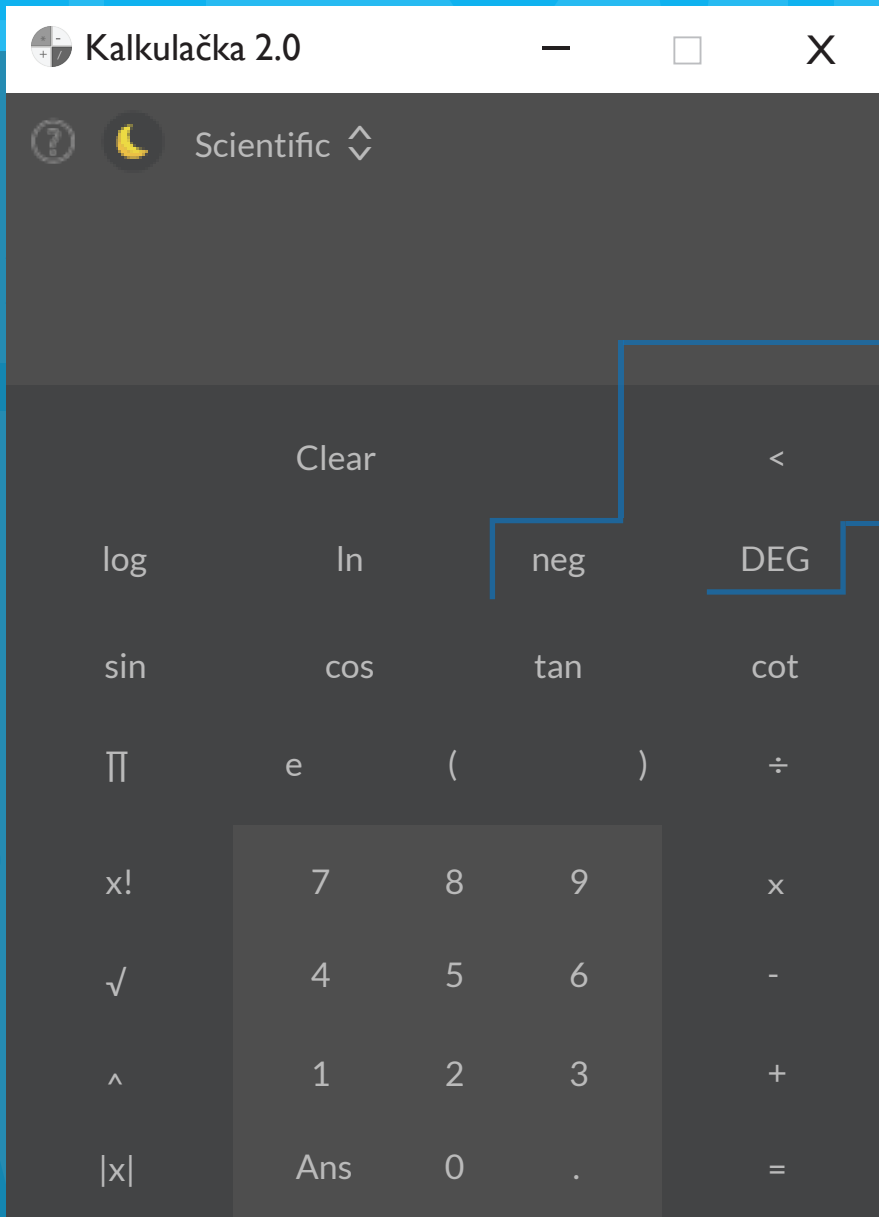 Kalkulačka 2.0
? Scientific
Clear <
log ln neg DEG
sin cos tan cot
∏ e ( ) ÷
x! 7 8 9 x
√ 4 5 6 -
^ 1 2 3 +
|x| Ans 0 . =